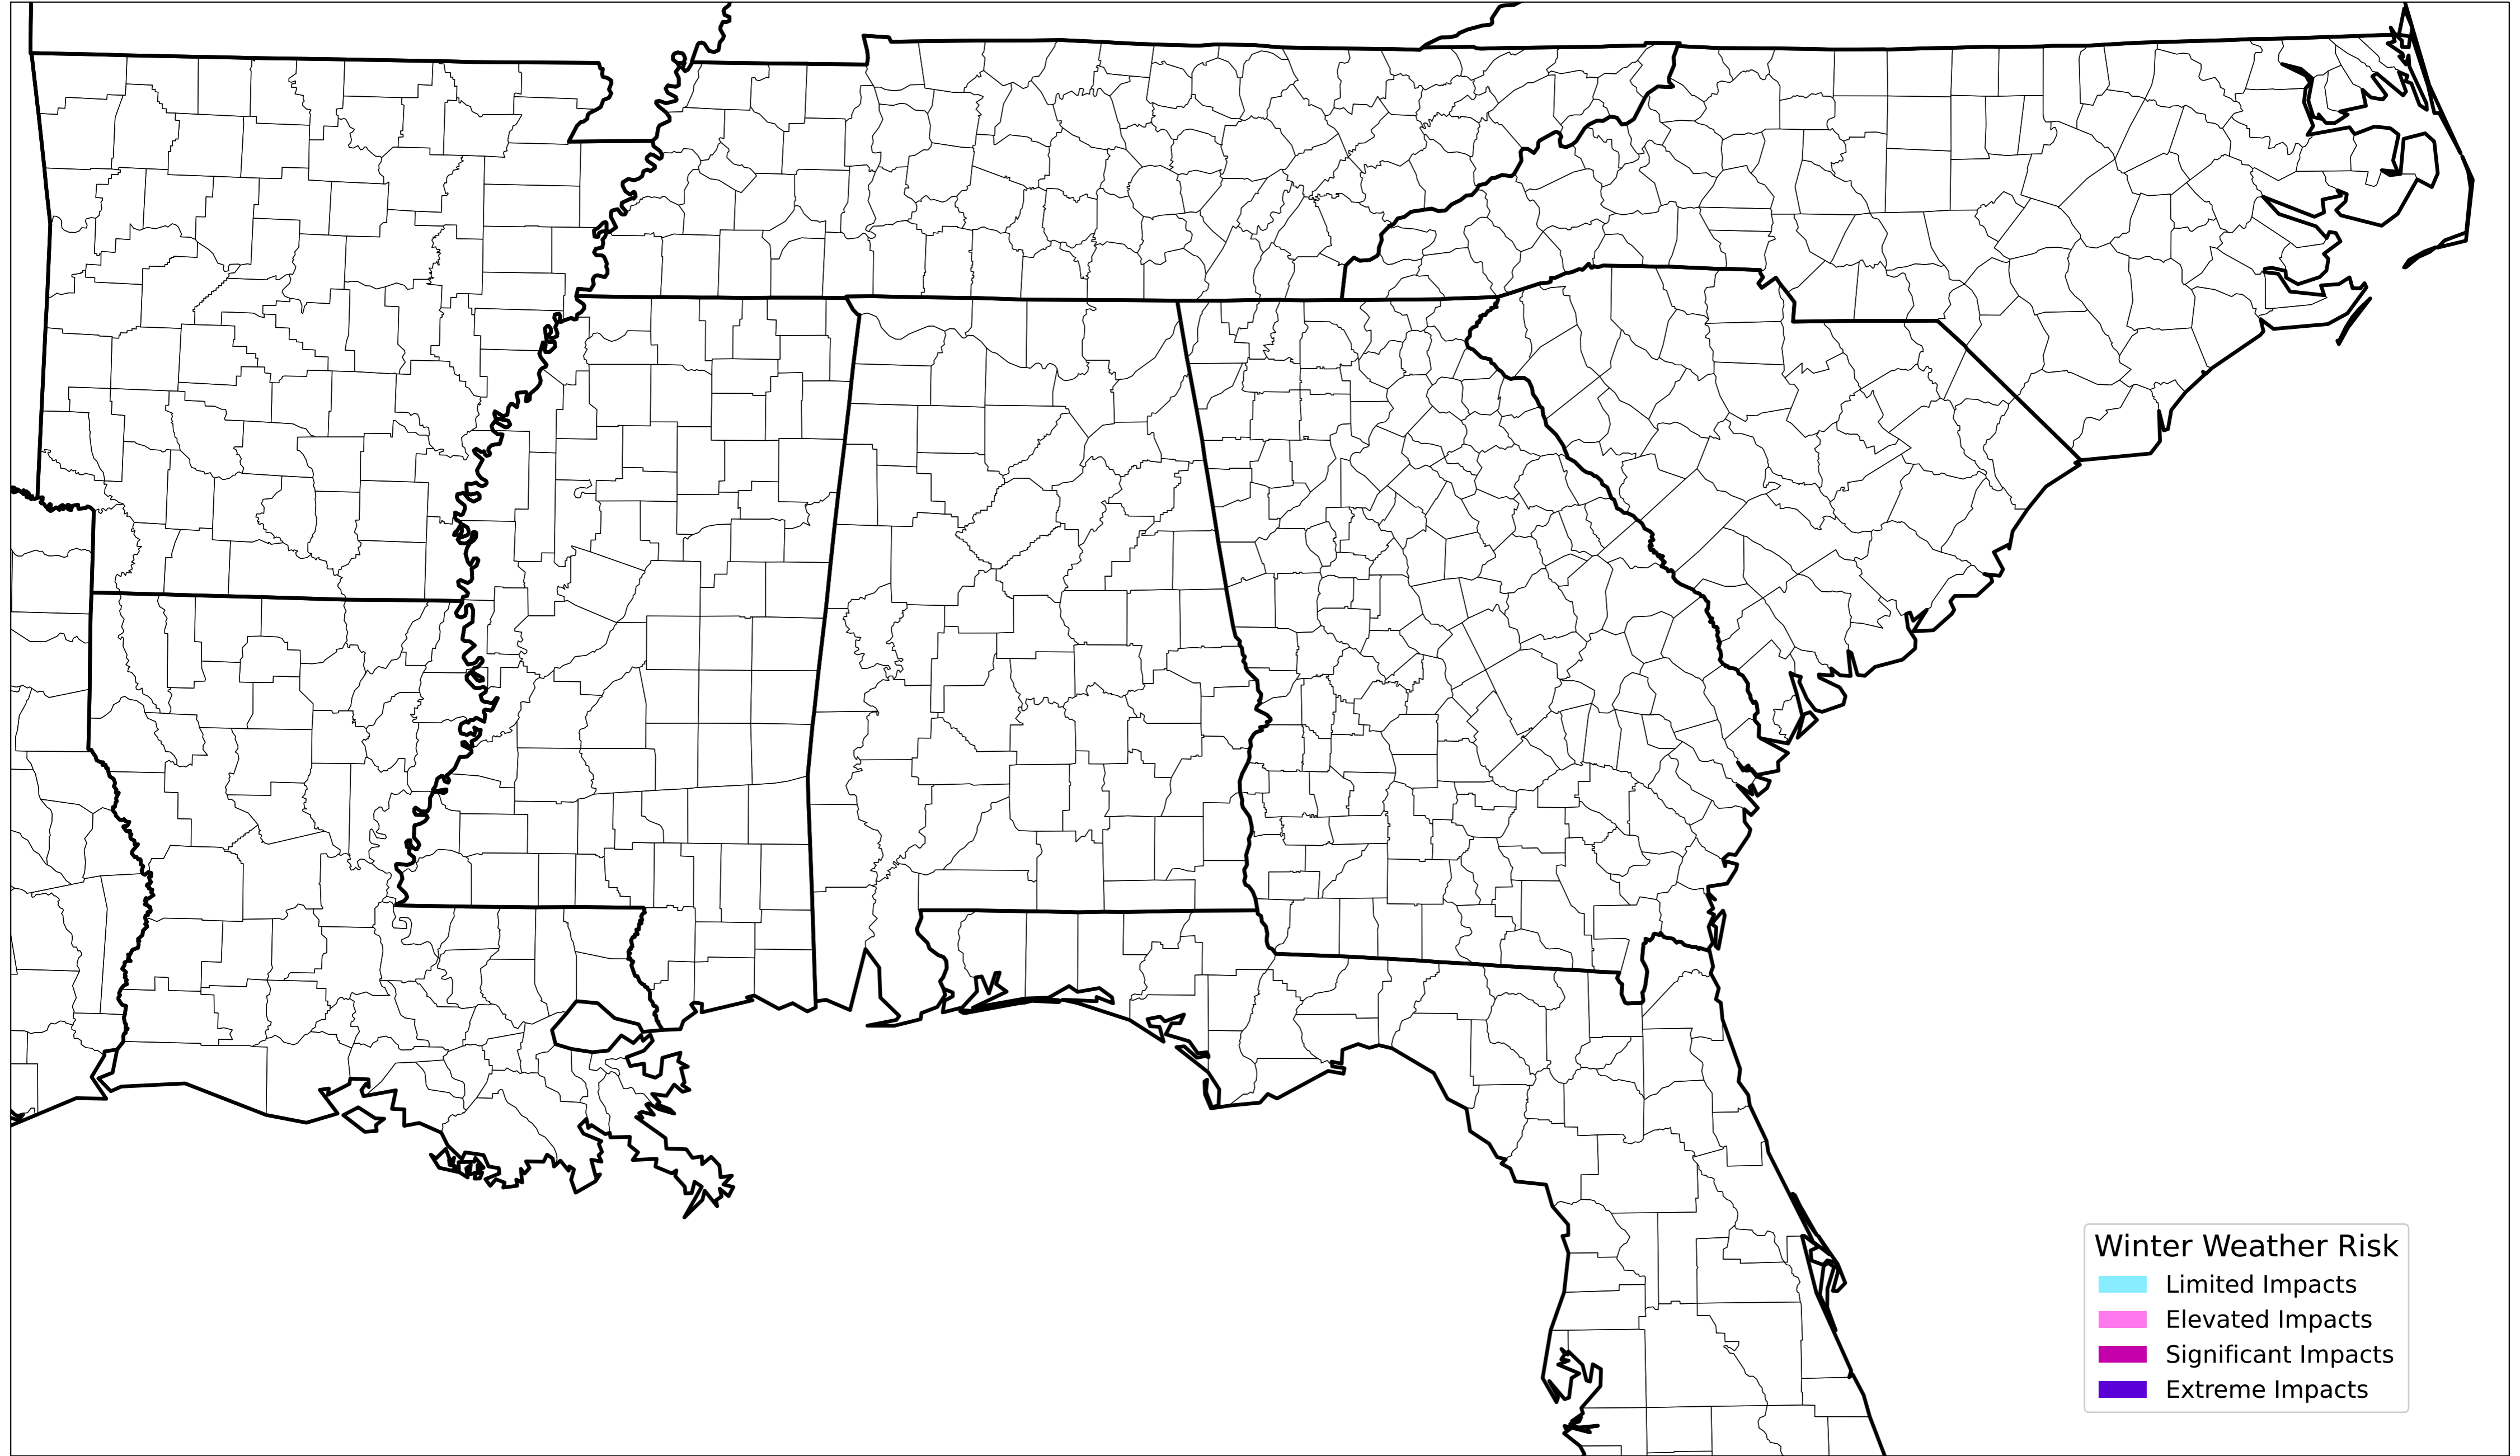 Winter Weather Risk
Limited Impacts
Elevated Impacts
Significant Impacts
Extreme Impacts